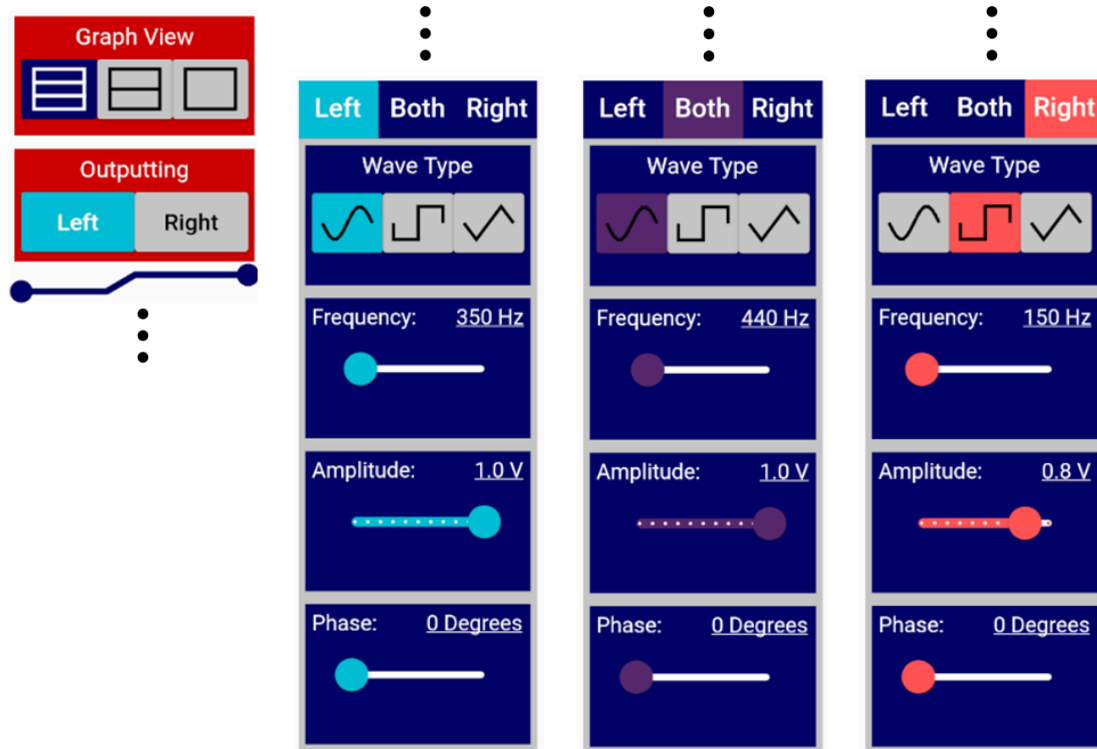 Graph View
Outputting
Left Right
Left Both Right
Wave Type
Frequency: 350 Hz
Amplitude: 1.0 V
Phase: 0 Degrees
Left Both Right
Wave Type
Frequency: 440 Hz
Amplitude: 1.0 V
Phase: 0 Degrees
Left Both Right
Wave Type
Frequency: 150 Hz
Amplitude: 0.8 V
Phase: 0 Degrees